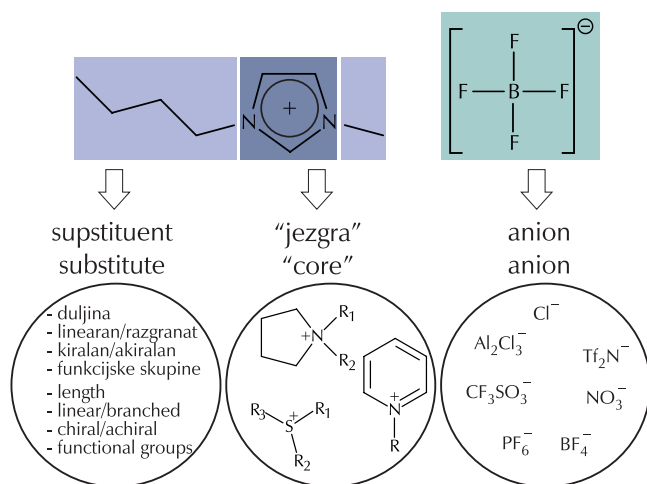 F
F B F
F
⊖
N + N
supstituent
substitute
"jezgra"
"core"
anion
anion
- duljina
- linearan/razgranat
- kiralan/akiralan
- funkcijske skupine
- length
- linear/branched
- chiral/achiral
- functional groups
+N R₁
R₂
N+
R
R₃ S+ R₁
R₂
Cl⁻
Al₂Cl₃⁻
Tf₂N⁻
CF₃SO₃⁻
NO₃⁻
PF₆⁻ BF₄⁻